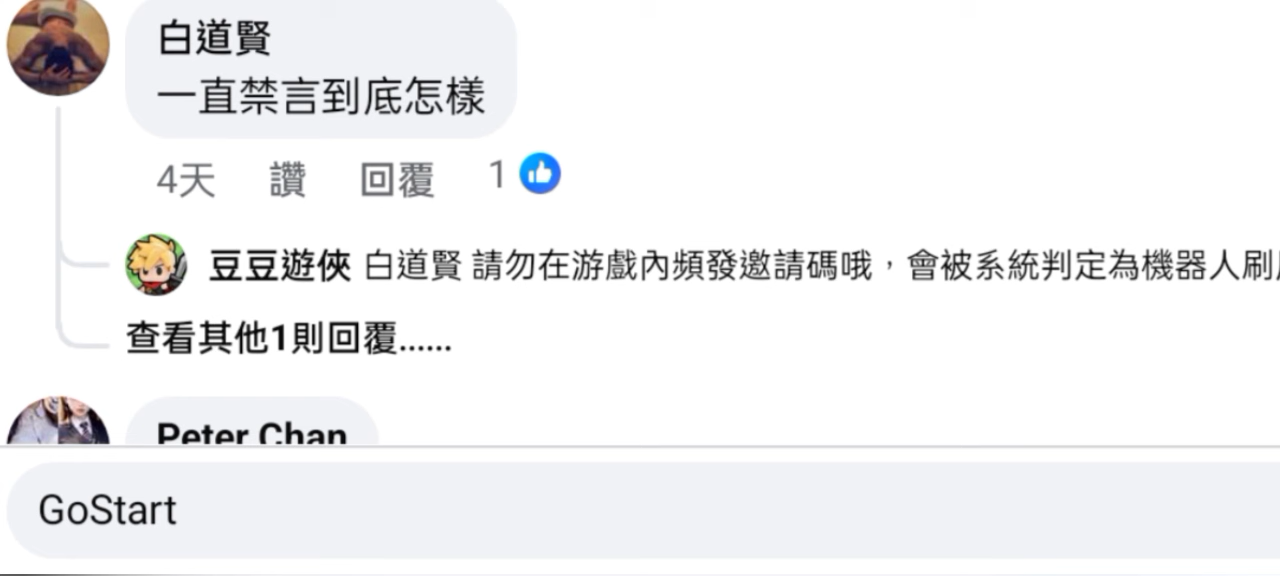 白道賢
一直禁言到底怎樣
4天 讚 回覆 1
豆豆遊俠 白道賢 請勿在游戲內頻發邀請碼哦，會被系統判定為機器人刷
查看其他1則回覆......
Peter Chan
GoStart